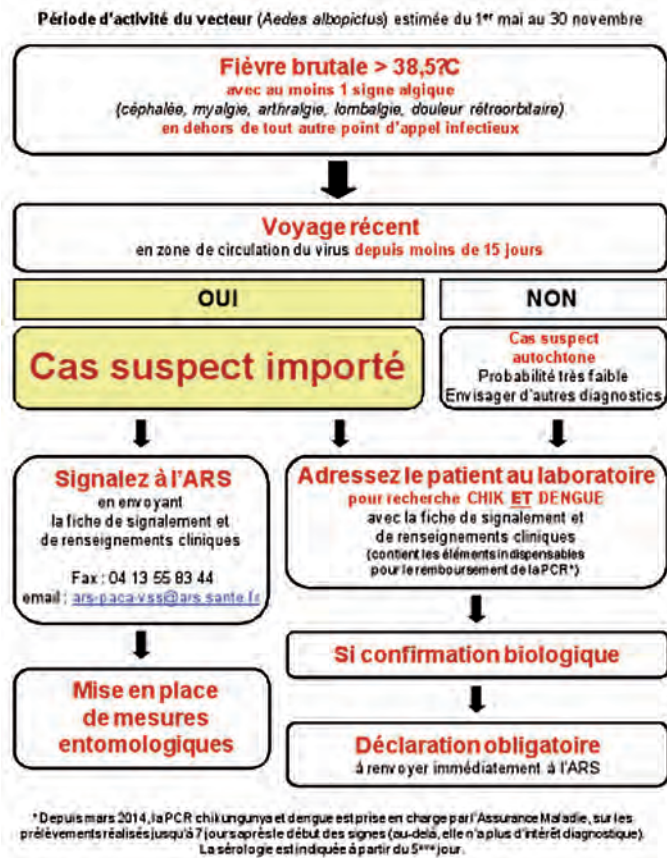 Période d'activité du vecteur (Aedes albopictus) estimée du 1er mai au 30 novembre
Fièvre brutale > 38,5?C
avec au moins 1 signe algique
(céphalée, myalgie, arthralgie, lombalgie, douleur rétroorbitaire)
en dehors de tout autre point d'appel infectieux
Voyage récent
en zone de circulation du virus depuis moins de 15 jours
OUI
NON
Cas suspect importé
Cas suspect
autochtone
Probabilité très faible
Envisager d'autres diagnostics
Signalez à l'ARS
en envoyant
la fiche de signalement et
de renseignements cliniques
Fax : 04 13 55 83 44
email : ars-paca-vss@ars.sante.fr
Adressez le patient au laboratoire
pour recherche CHIK ET DENGUE
avec la fiche de signalement et
de renseignements cliniques
(contient les éléments indispensables
pour le remboursement de la PCR*)
Mise en place
de mesures
entomologiques
Si confirmation biologique
Déclaration obligatoire
à renvoyer immédiatement à l'ARS
* Depuis mars 2014, la PCR chikungunya et dengue est prise en charge par l'Assurance Maladie, sur les
prélèvements réalisés jusqu'à 7 jours après le début des signes (au-delà, elle n'a plus d'intérêt diagnostique).
La sérologie est indiquée à partir du 5ème jour.